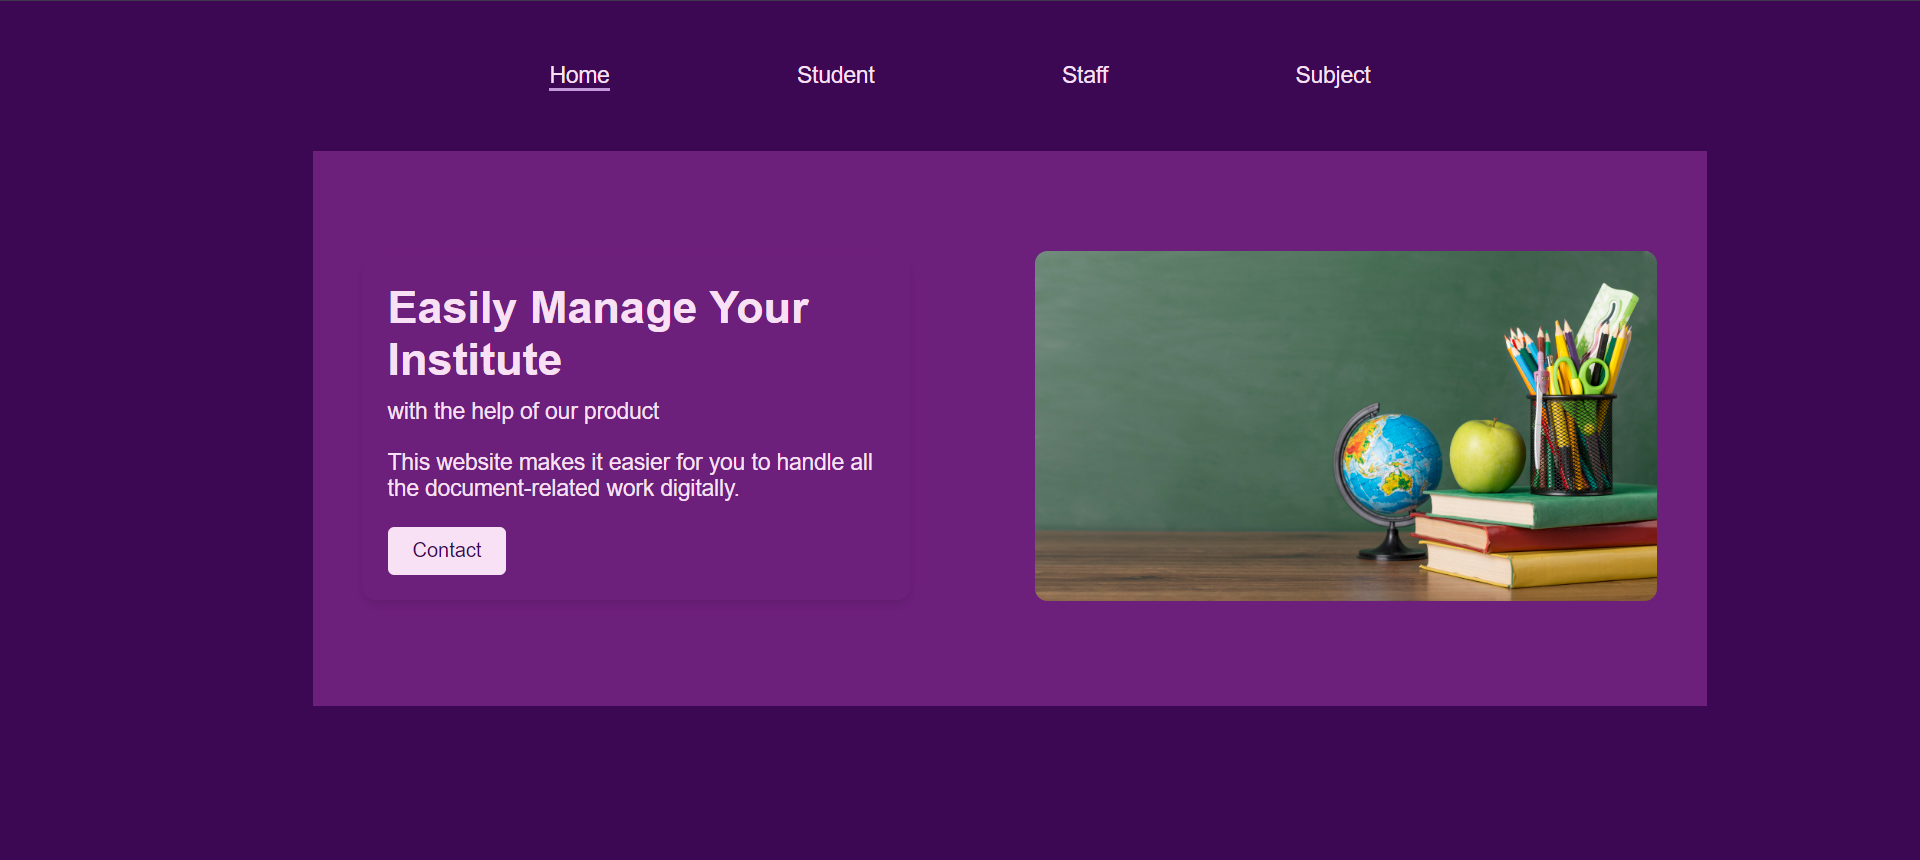 Home Student Staff Subject
Easily Manage Your
Institute
with the help of our product
This website makes it easier for you to handle all
the document-related work digitally.
Contact